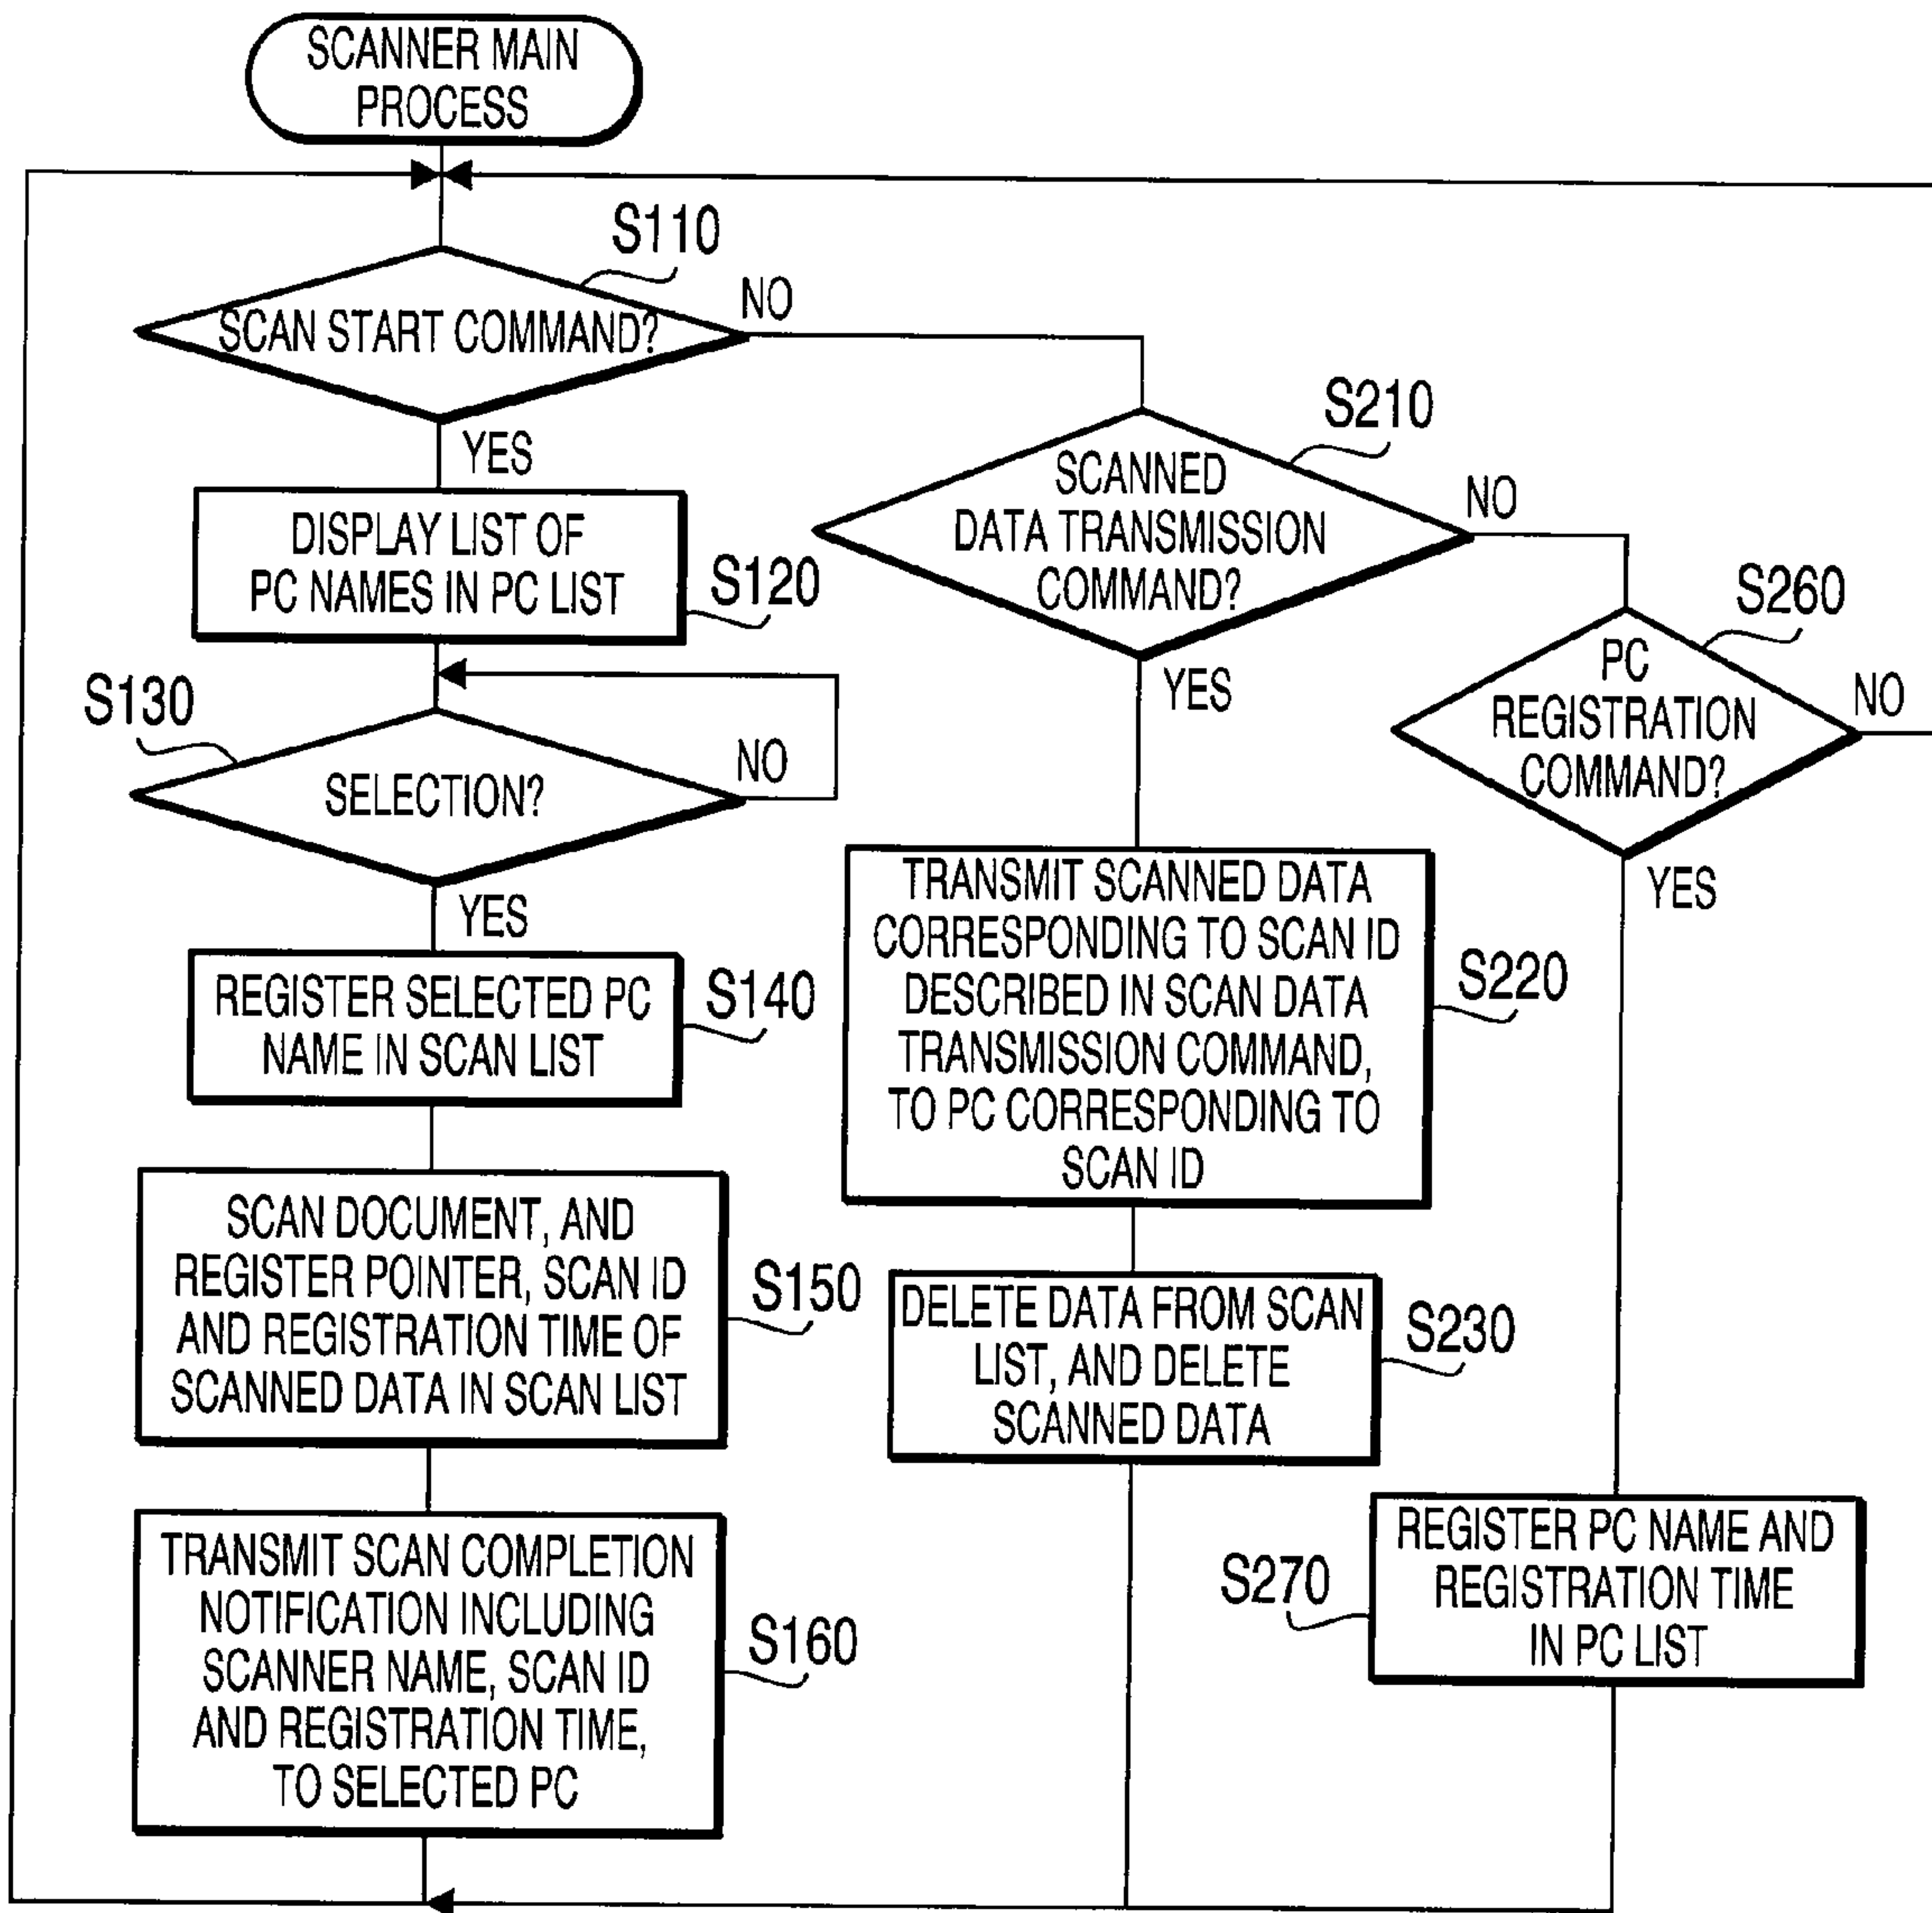 SCANNER MAIN
PROCESS
S110
SCAN START COMMAND?
NO
YES
DISPLAY LIST OF
PC NAMES IN PC LIST
S120
S130
SELECTION?
NO
YES
REGISTER SELECTED PC
NAME IN SCAN LIST
S140
SCAN DOCUMENT, AND
REGISTER POINTER, SCAN ID
AND REGISTRATION TIME OF
SCANNED DATA IN SCAN LIST
S150
TRANSMIT SCAN COMPLETION
NOTIFICATION INCLUDING
SCANNER NAME, SCAN ID
AND REGISTRATION TIME,
TO SELECTED PC
S160
S210
SCANNED
DATA TRANSMISSION
COMMAND?
NO
YES
TRANSMIT SCANNED DATA
CORRESPONDING TO SCAN ID
DESCRIBED IN SCAN DATA
TRANSMISSION COMMAND,
TO PC CORRESPONDING TO
SCAN ID
S220
DELETE DATA FROM SCAN
LIST, AND DELETE
SCANNED DATA
S230
S260
PC
REGISTRATION
COMMAND?
NO
YES
REGISTER PC NAME AND
REGISTRATION TIME
IN PC LIST
S270